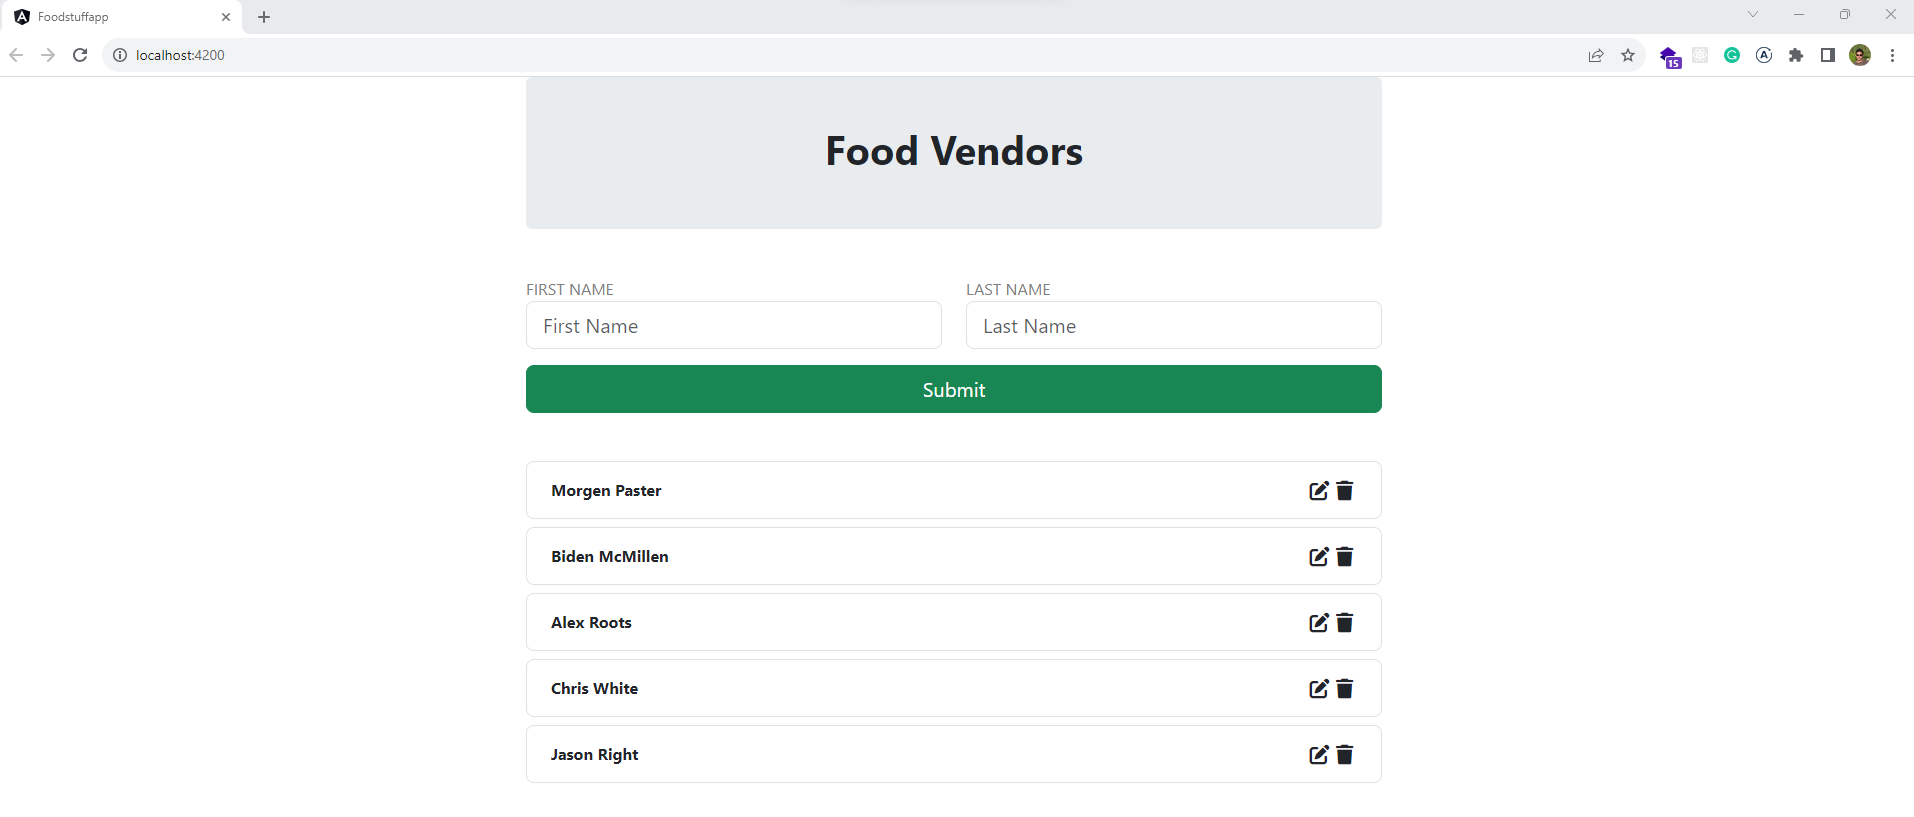 Foodstuffapp
localhost:4200
15
Food Vendors
FIRST NAME LAST NAME
First Name Last Name
Submit
Morgen Paster
Biden McMillen
Alex Roots
Chris White
Jason Right